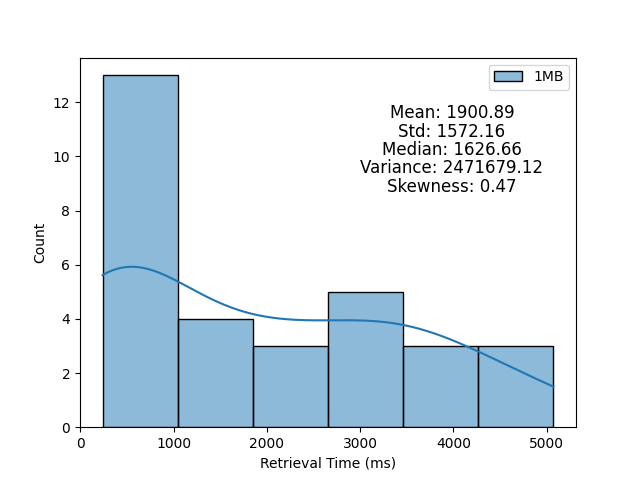 1MB
Mean: 1900.89
Std: 1572.16
Median: 1626.66
Variance: 2471679.12
Skewness: 0.47
12
10
8
6
4
2
0
Count
0 1000 2000 3000 4000 5000
Retrieval Time (ms)